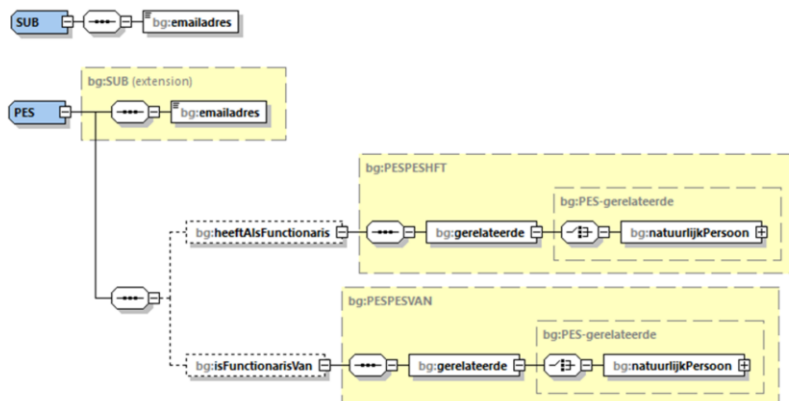 SUB
bg:emailadres
bg:SUB (extension)
PES
bg:emailadres
bg:PESPESHFT
bg:PES-gerelateerde
bg:heeftAlsFunctionaris
bg:gerelateerde
bg:natuurlijkPersoon
bg:PESPESVAN
bg:PES-gerelateerde
bg:isFunctionarisVan
bg:gerelateerde
bg:natuurlijkPersoon